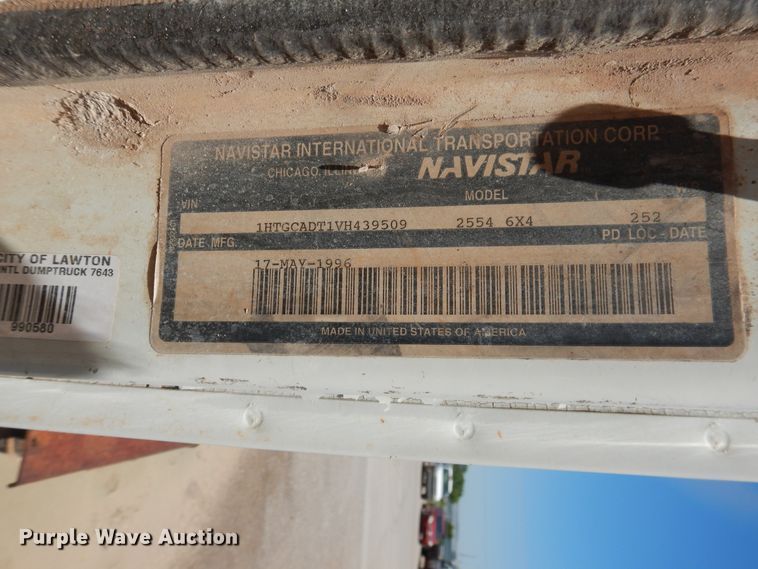 NAVISTAR INTERNATIONAL TRANSPORTATION CORP.
CHICAGO, NAVISTAR
VIN MODEL
1HTGCADT1VH439509 2554 6X4 252
DATE MFG. PD LOC - DATE
17-MAY-1996
MADE IN UNITED STATES OF AMERICA
CITY OF LAWTON
INTL DUMPTRUCK 7643
990580
Purple Wave Auction